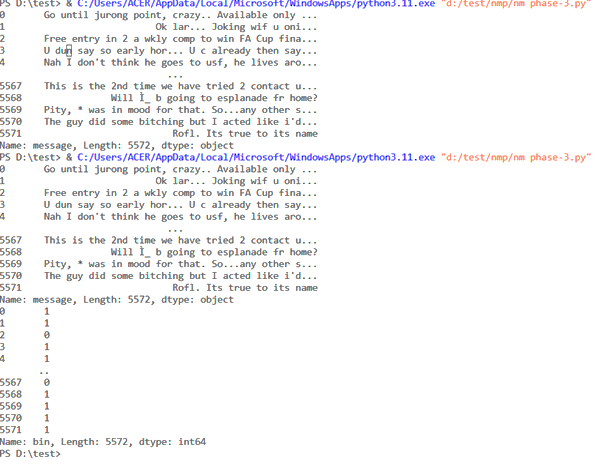 PS D:\test> & C:/Users/ACER/AppData/Local/Microsoft/WindowsApps/python3.11.exe "d:/test/nmp/nm phase-3.py"
0 Go until jurong point, crazy.. Available only ...
1 Ok lar... Joking wif u oni...
2 Free entry in 2 a wkly comp to win FA Cup fina...
3 U dun say so early hor... U c already then say...
4 Nah I don't think he goes to usf, he lives aro...
...
5567 This is the 2nd time we have tried 2 contact u...
5568 Will Ì_ b going to esplanade fr home?
5569 Pity, * was in mood for that. So...any other s...
5570 The guy did some bitching but I acted like i'd...
5571 Rofl. Its true to its name
Name: message, Length: 5572, dtype: object
PS D:\test> & C:/Users/ACER/AppData/Local/Microsoft/WindowsApps/python3.11.exe "d:/test/nmp/nm phase-3.py"
0 Go until jurong point, crazy.. Available only ...
1 Ok lar... Joking wif u oni...
2 Free entry in 2 a wkly comp to win FA Cup fina...
3 U dun say so early hor... U c already then say...
4 Nah I don't think he goes to usf, he lives aro...
...
5567 This is the 2nd time we have tried 2 contact u...
5568 Will Ì_ b going to esplanade fr home?
5569 Pity, * was in mood for that. So...any other s...
5570 The guy did some bitching but I acted like i'd...
5571 Rofl. Its true to its name
Name: message, Length: 5572, dtype: object
0 1
1 1
2 0
3 1
4 1
..
5567 0
5568 1
5569 1
5570 1
5571 1
Name: bin, Length: 5572, dtype: int64
PS D:\test>